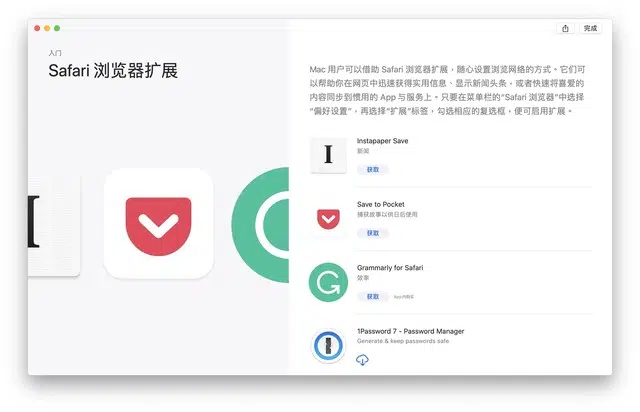 完成
入门
Safari 浏览器扩展
Mac 用户可以借助 Safari 浏览器扩展，随心设置浏览网络的方式。它们可
以帮助你在网页中迅速获得实用信息、显示新闻头条，或者快速将喜爱的
内容同步到惯用的 App 与服务上。只要在菜单栏的“Safari 浏览器”中选择
“偏好设置”，再选择“扩展”标签，勾选相应的复选框，便可启用扩展。
I
I
Instapaper Save
新闻
获取
Save to Pocket
捕获故事以供日后使用
获取
G
Grammarly for Safari
效率
获取
App内购买
1Password 7 - Password Manager
Generate & keep passwords safe